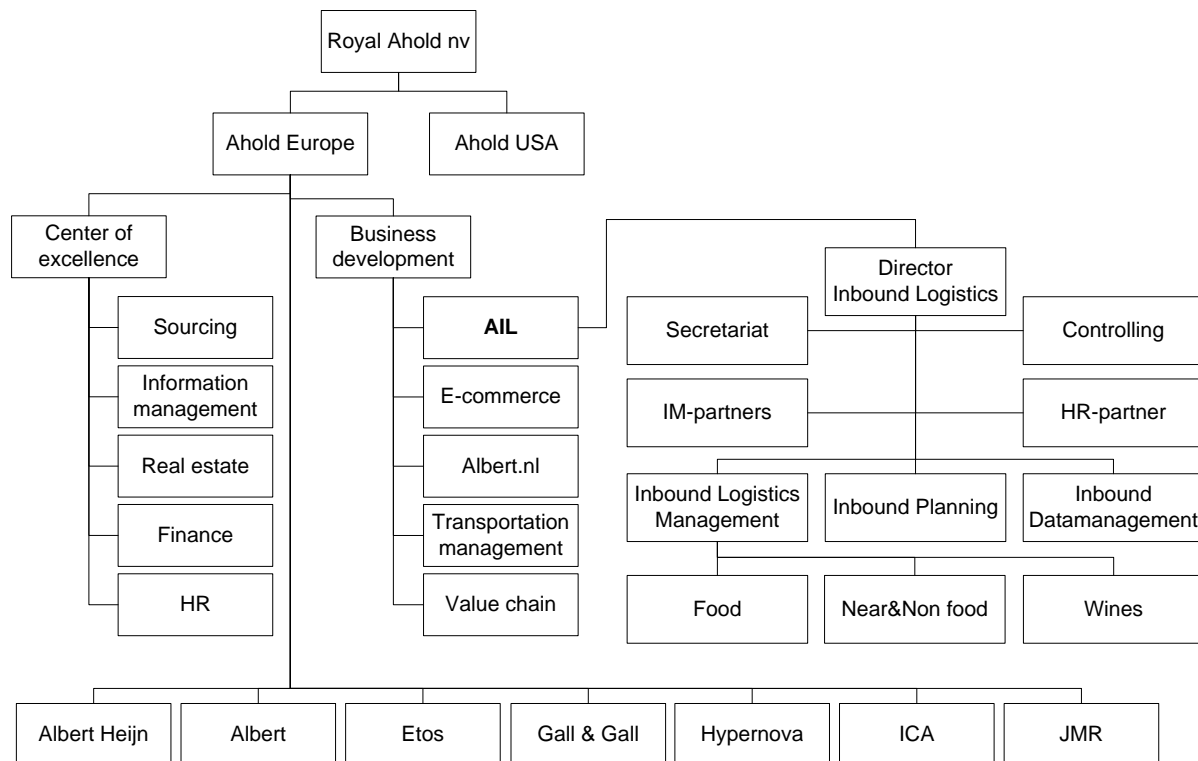 Royal Ahold nv
Ahold Europe
Ahold USA
Center of
excellence
Business
development
Director
Inbound Logistics
Sourcing
AIL
Secretariat
Controlling
Information
management
E-commerce
IM-partners
HR-partner
Real estate
Albert.nl
Inbound Logistics
Management
Inbound Planning
Inbound
Datamanagement
Finance
Transportation
management
HR
Value chain
Food
Near&Non food
Wines
Albert Heijn
Albert
Etos
Gall & Gall
Hypernova
ICA
JMR